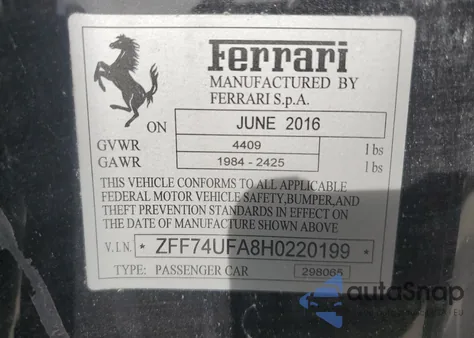 Ferrari
MANUFACTURED BY
FERRARI S.p.A.
ON JUNE 2016
GVWR 4409 lbs
GAWR 1984 - 2425 lbs
THIS VEHICLE CONFORMS TO ALL APPLICABLE
FEDERAL MOTOR VEHICLE SAFETY, BUMPER, AND
THEFT PREVENTION STANDARDS IN EFFECT ON
THE DATE OF MANUFACTURE SHOWN ABOVE
V.I.N. * ZFF74UFA8H0220199 *
TYPE: PASSENGER CAR 298065
autoSnap